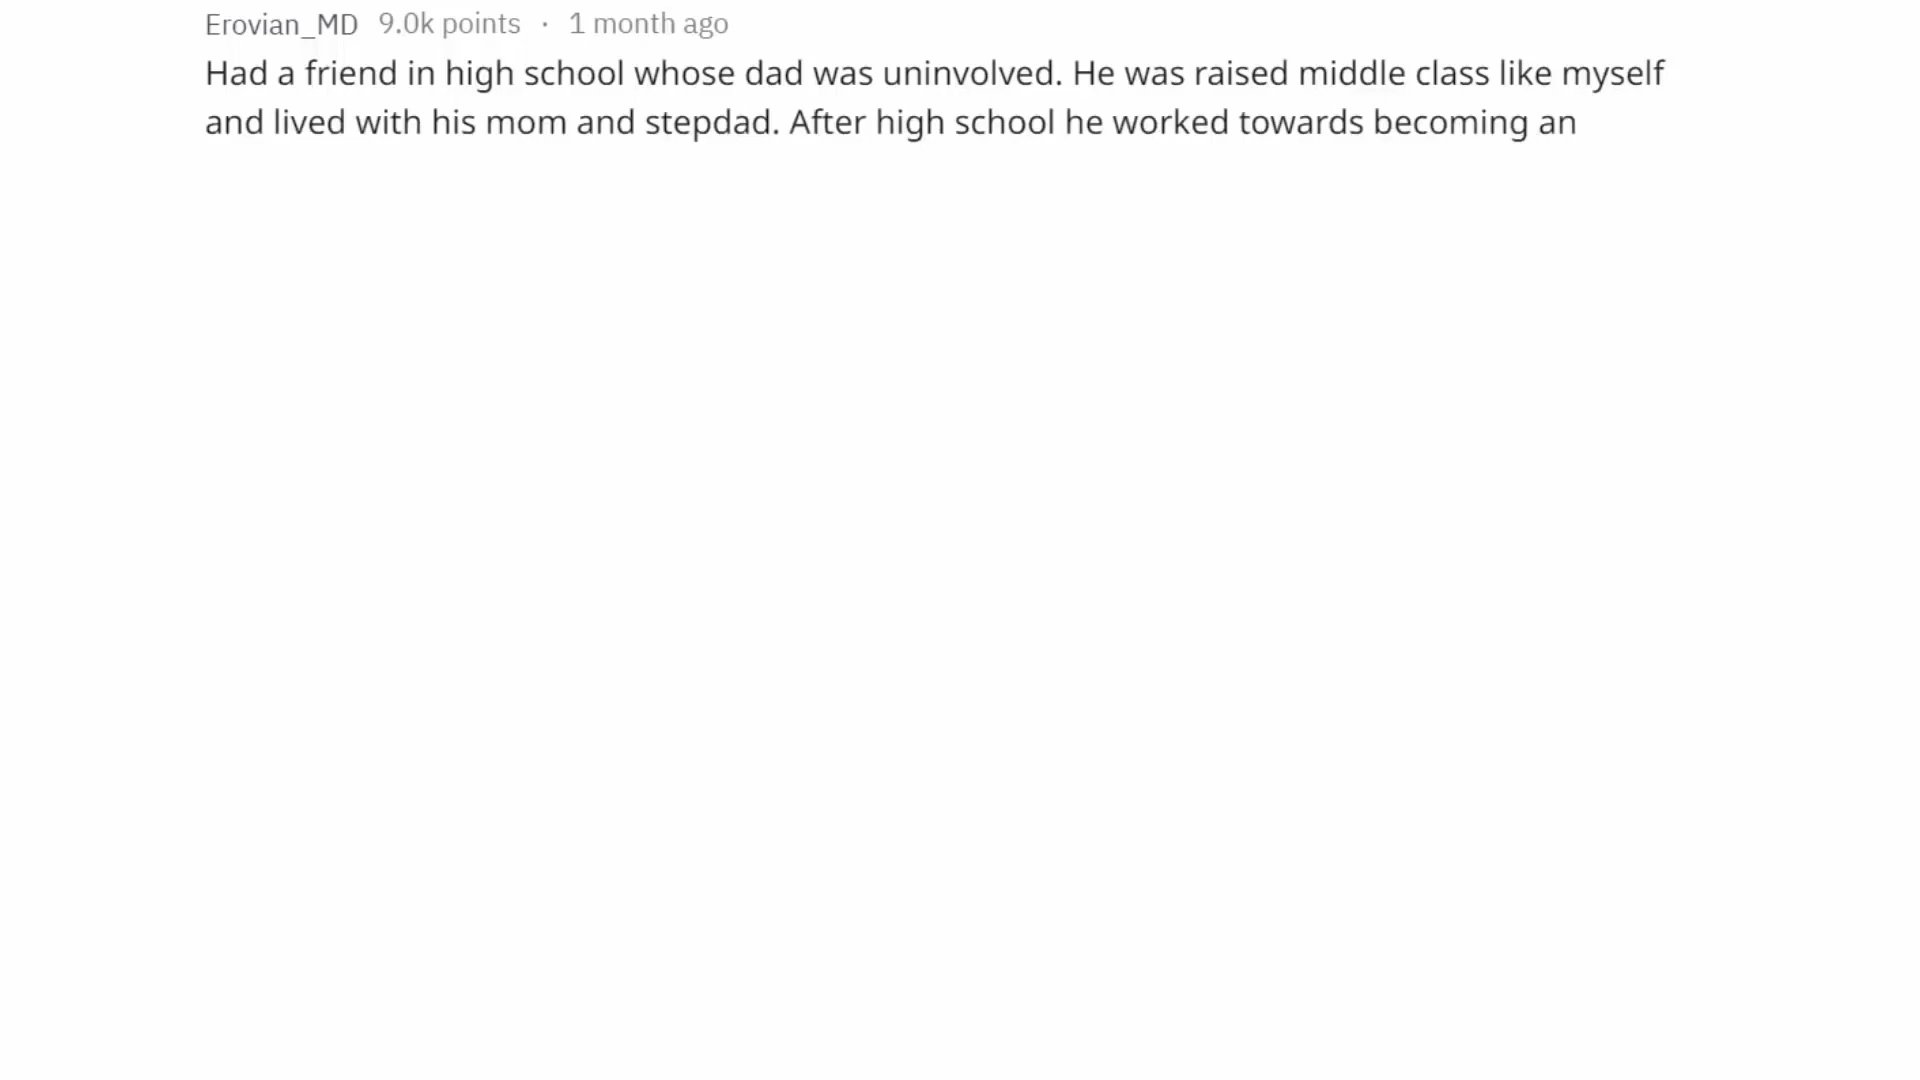 Erovian_MD 9.0k points · 1 month ago
Had a friend in high school whose dad was uninvolved. He was raised middle class like myself
and lived with his mom and stepdad. After high school he worked towards becoming an